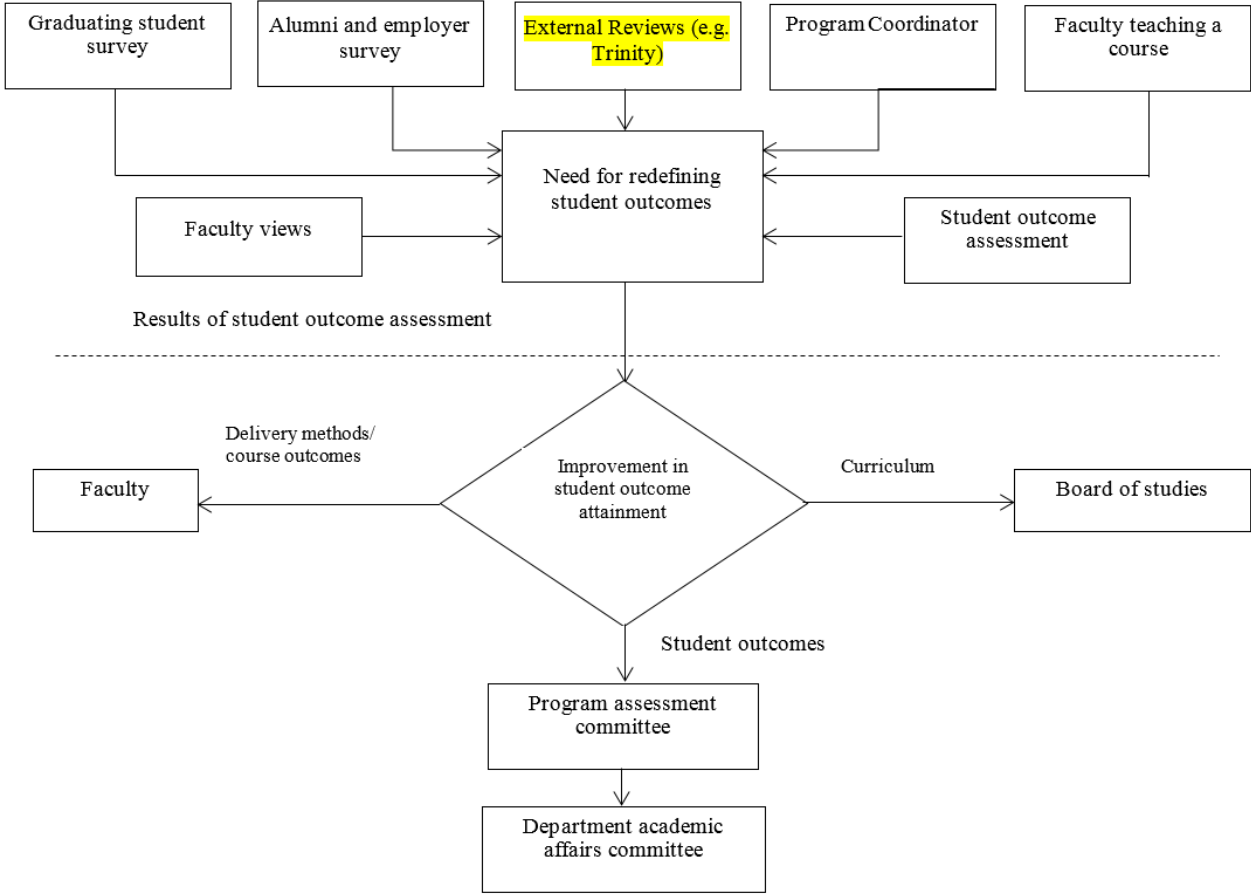 Graduating student
survey
Alumni and employer
survey
External Reviews (e.g.
Trinity)
Program Coordinator
Faculty teaching a
course
Need for redefining
student outcomes
Faculty views
Student outcome
assessment
Results of student outcome assessment
Delivery methods/
course outcomes
Improvement in
student outcome
attainment
Curriculum
Faculty
Board of studies
Student outcomes
Program assessment
committee
Department academic
affairs committee